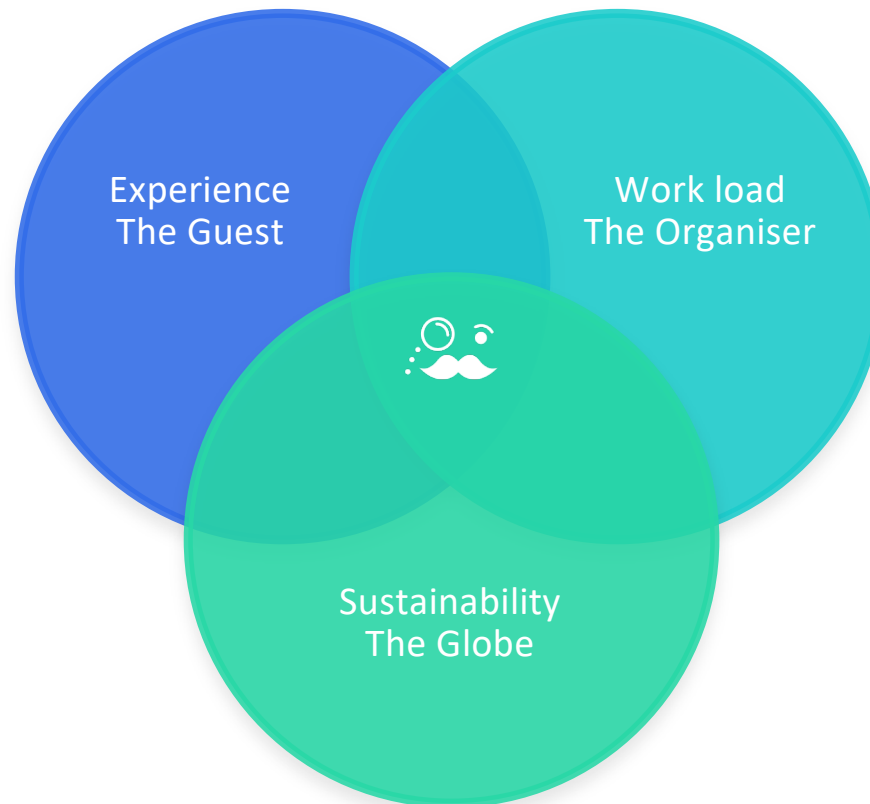 Experience
The Guest
Work load
The Organiser
Sustainability
The Globe